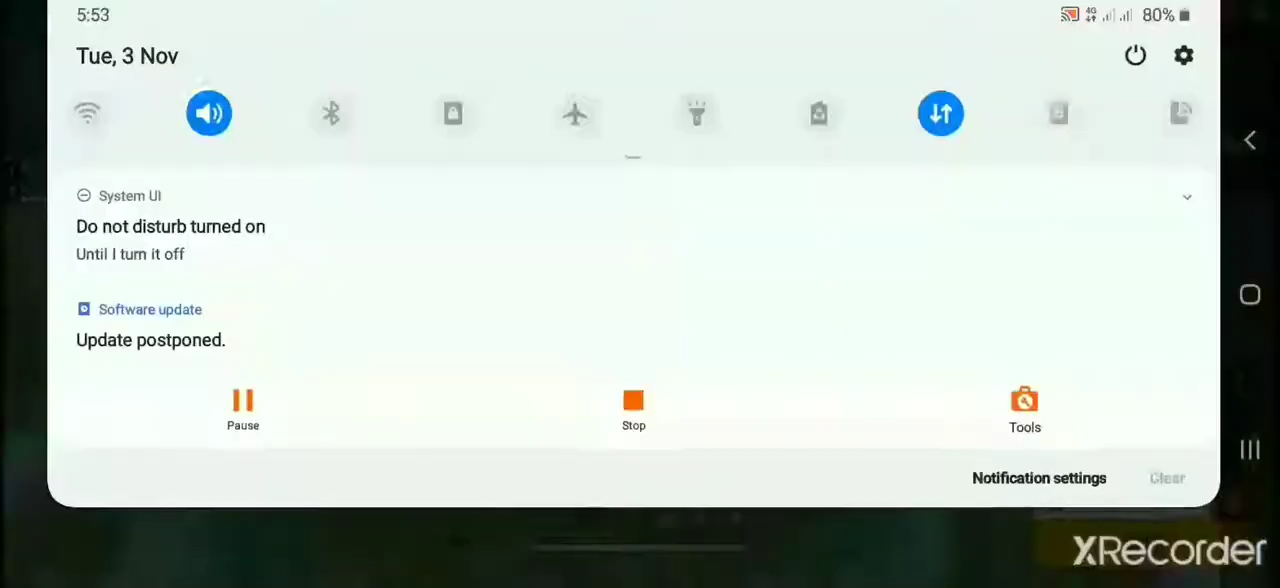 5:53
4G
80%
Tue, 3 Nov
System UI
Do not disturb turned on
Until I turn it off
Software update
Update postponed.
Pause
Stop
Tools
Notification settings
Clear
XRecorder